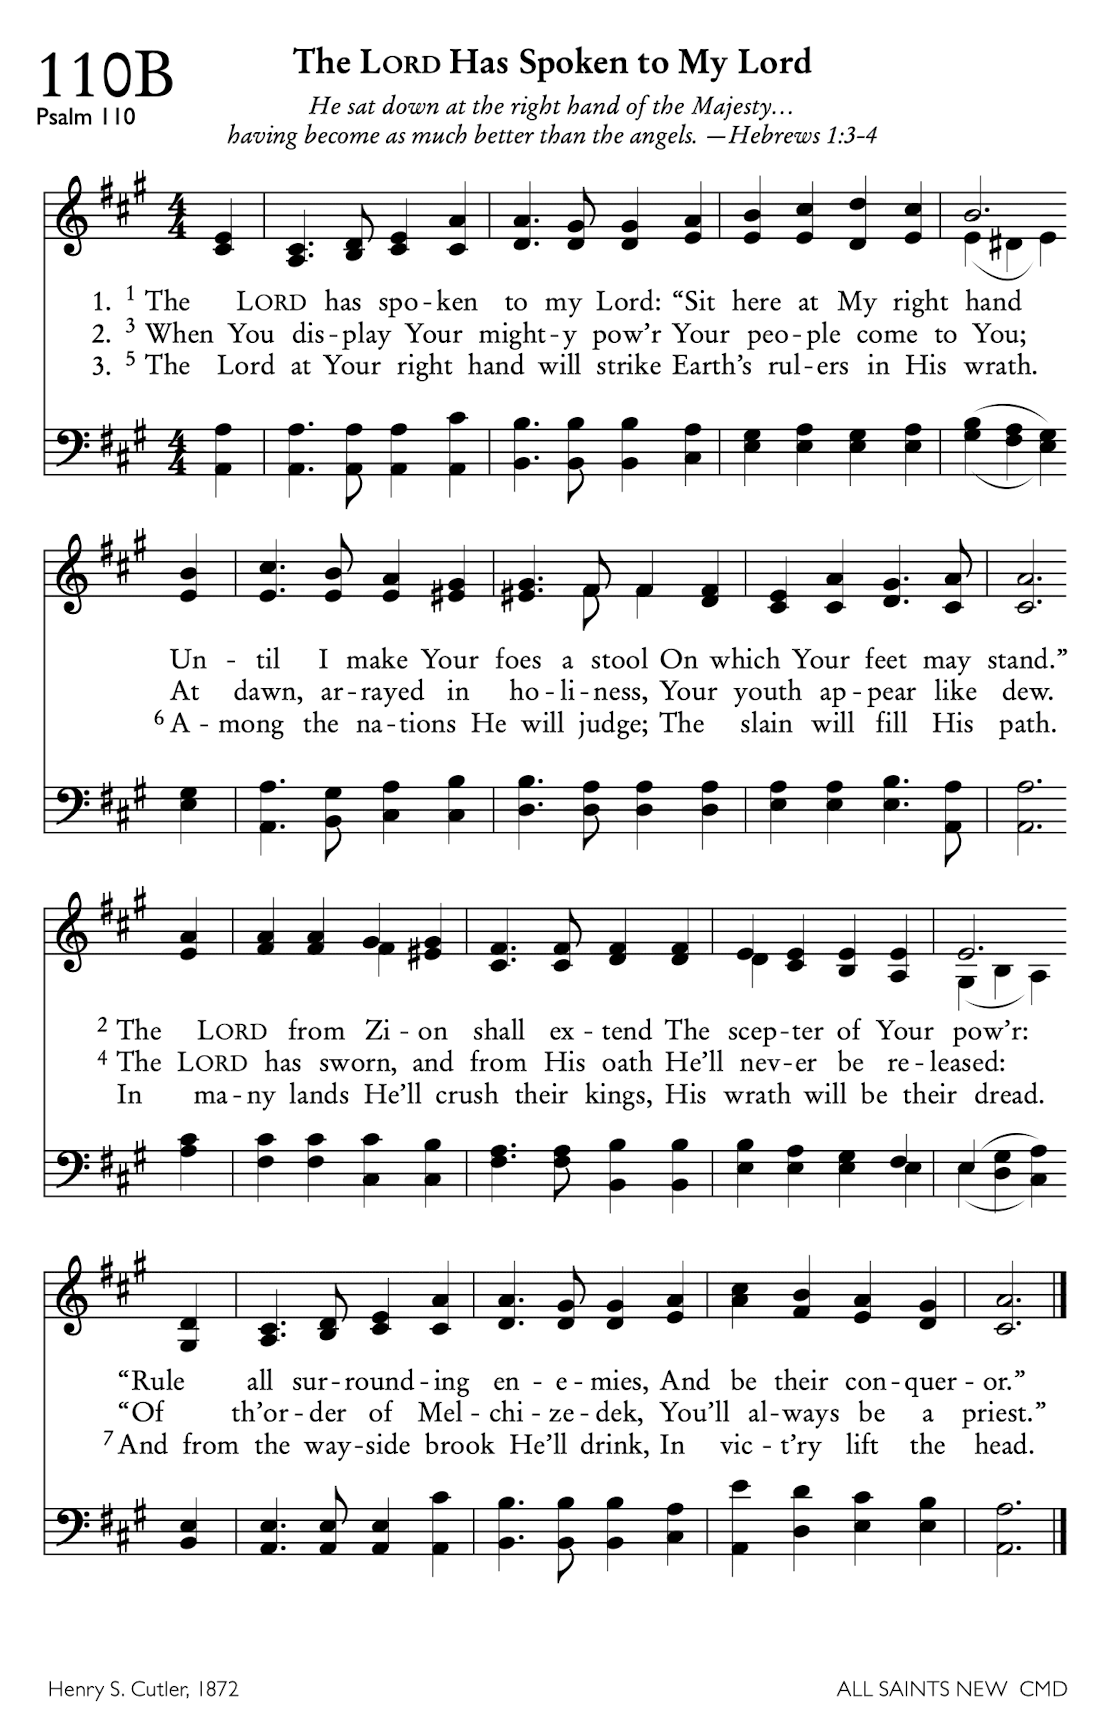 110B
Psalm 110
The LORD Has Spoken to My Lord
He sat down at the right hand of the Majesty…
having become as much better than the angels. —Hebrews 1:3-4
4
4
1. 1 The LORD has spo - ken to my Lord: “Sit here at My right hand
2. 3 When You dis - play Your might - y pow’r Your peo - ple come to You;
3. 5 The Lord at Your right hand will strike Earth’s rul - ers in His wrath.
4
4
Un - til I make Your foes a stool On which Your feet may stand.”
At dawn, ar - rayed in ho - li - ness, Your youth ap - pear like dew.
6 A - mong the na - tions He will judge; The slain will fill His path.
2 The LORD from Zi - on shall ex - tend The scep - ter of Your pow’r:
4 The LORD has sworn, and from His oath He’ll nev - er be re - leased:
In ma - ny lands He’ll crush their kings, His wrath will be their dread.
“Rule all sur - round - ing en - e - mies, And be their con - quer - or.”
“Of th’or - der of Mel - chi - ze - dek, You’ll al - ways be a priest.”
7 And from the way - side brook He’ll drink, In vic - t’ry lift the head.
Henry S. Cutler, 1872
ALL SAINTS NEW CMD